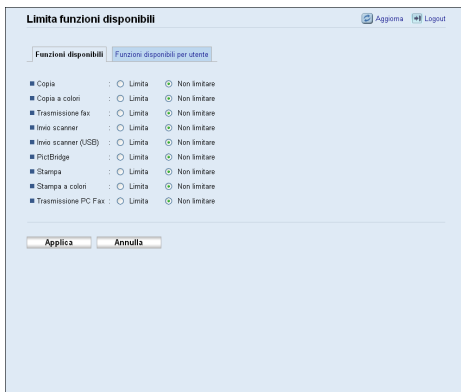 Limita funzioni disponibili Aggiorna Logout
Funzioni disponibili Funzioni disponibili per utente
Copia : Limita Non limitare
Copia a colori : Limita Non limitare
Trasmissione fax : Limita Non limitare
Invio scanner : Limita Non limitare
Invio scanner (USB) : Limita Non limitare
PictBridge : Limita Non limitare
Stampa : Limita Non limitare
Stampa a colori : Limita Non limitare
Trasmissione PC Fax : Limita Non limitare
Applica Annulla